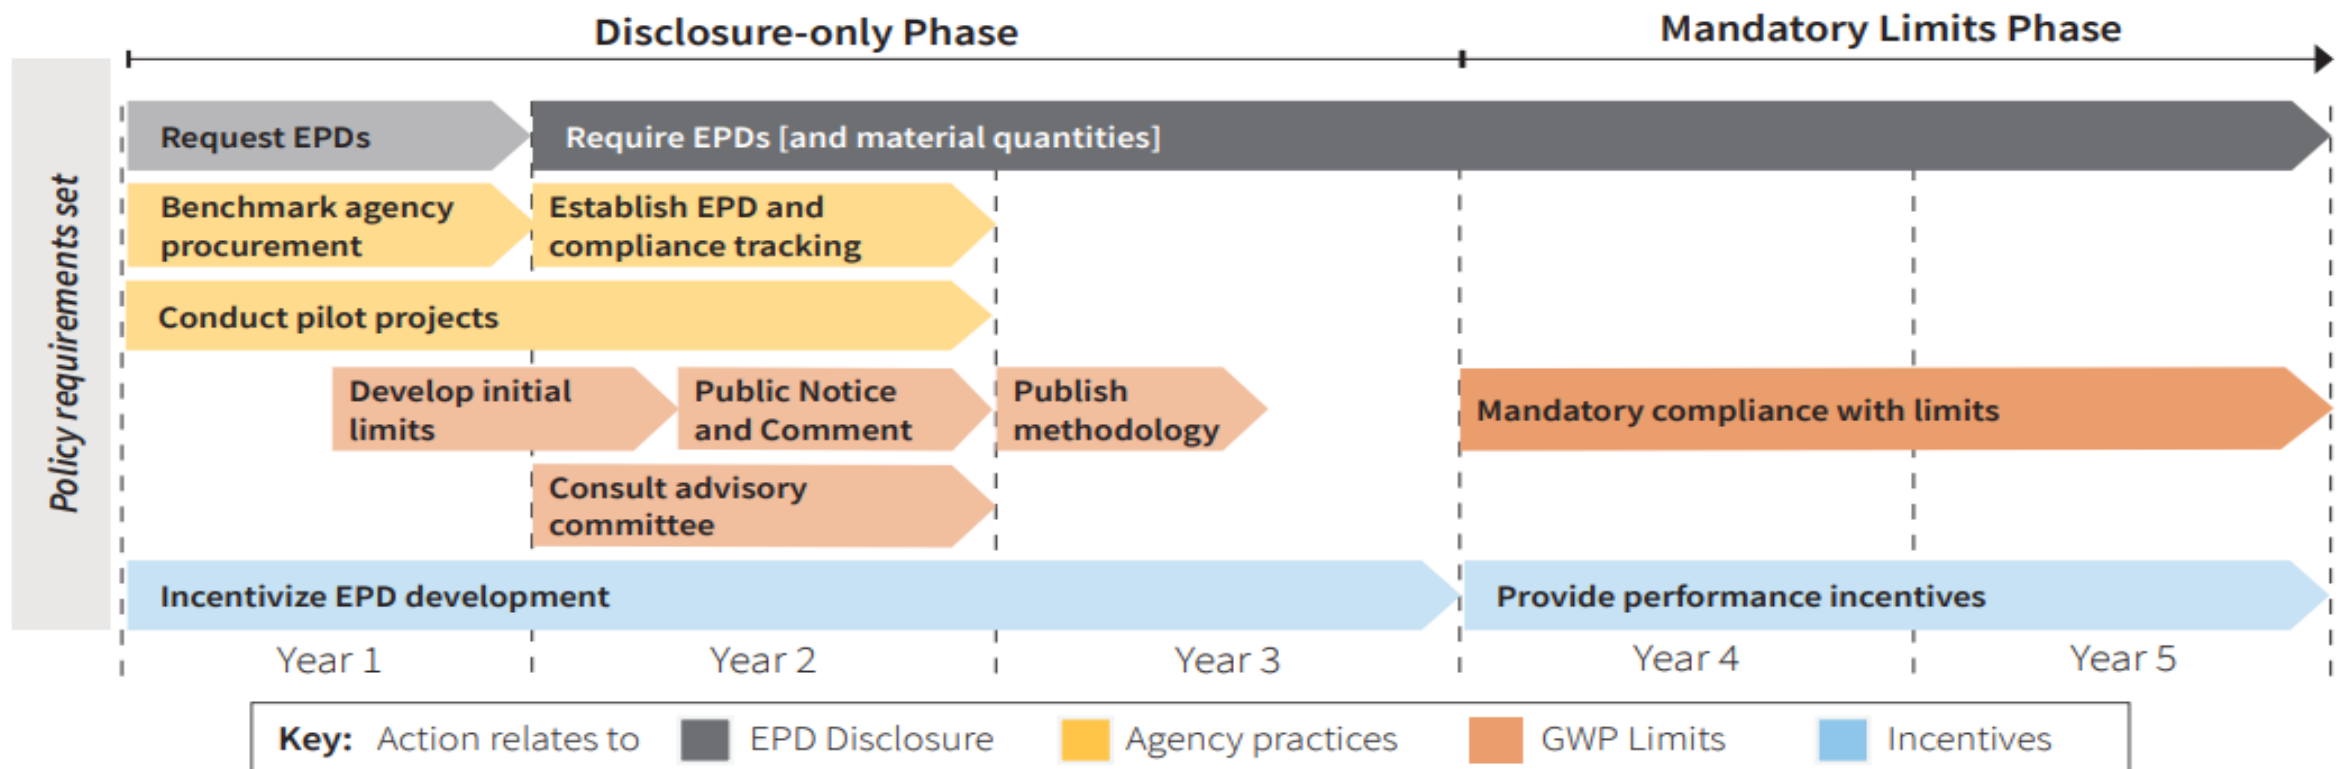 Disclosure-only Phase
Mandatory Limits Phase
Policy requirements set
Request EPDs
Require EPDs [and material quantities]
Benchmark agency
procurement
Establish EPD and
compliance tracking
Conduct pilot projects
Develop initial
limits
Public Notice
and Comment
Publish
methodology
Mandatory compliance with limits
Consult advisory
committee
Incentivize EPD development
Provide performance incentives
Year 1
Year 2
Year 3
Year 4
Year 5
Key: Action relates to
EPD Disclosure
Agency practices
GWP Limits
Incentives